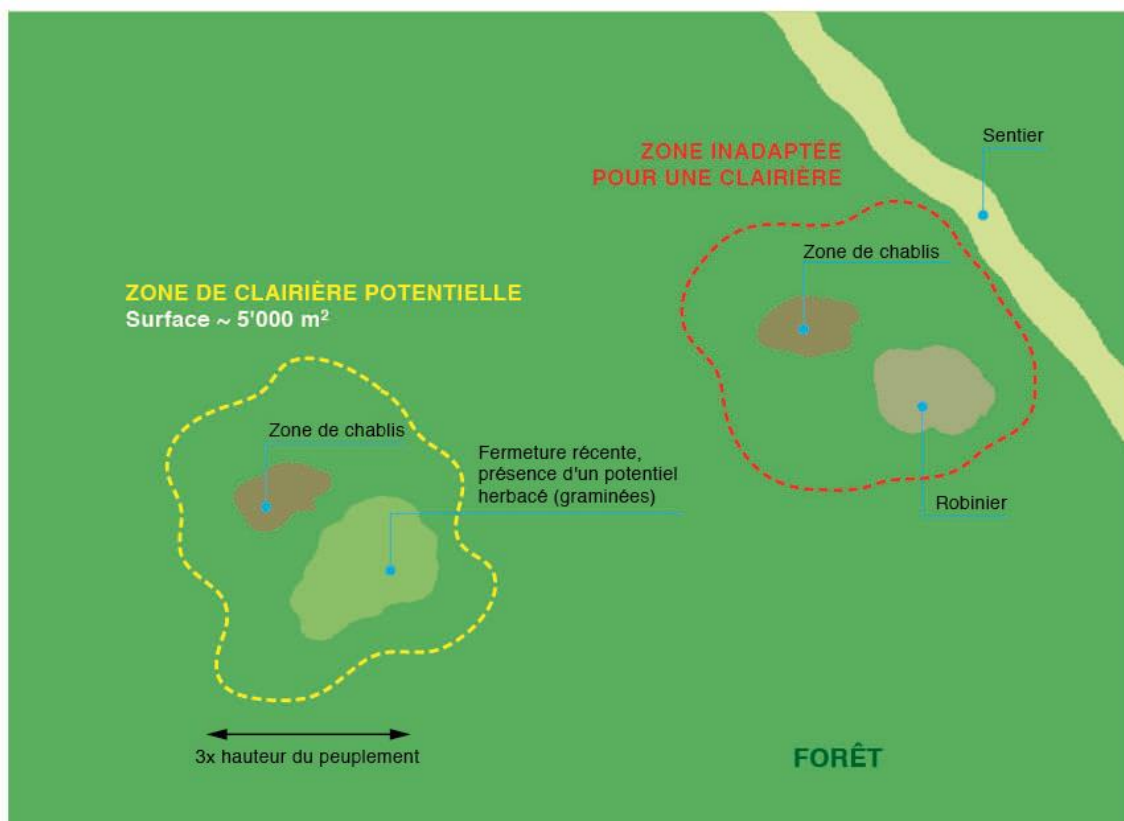 Sentier
ZONE INADAPTÉE
POUR UNE CLAIRIÈRE
Zone de chablis
ZONE DE CLAIRIÈRE POTENTIELLE
Surface ~ 5'000 m²
Zone de chablis
Fermeture récente,
présence d'un potentiel
herbacé (graminées)
Robinier
3x hauteur du peuplement
FORÊT